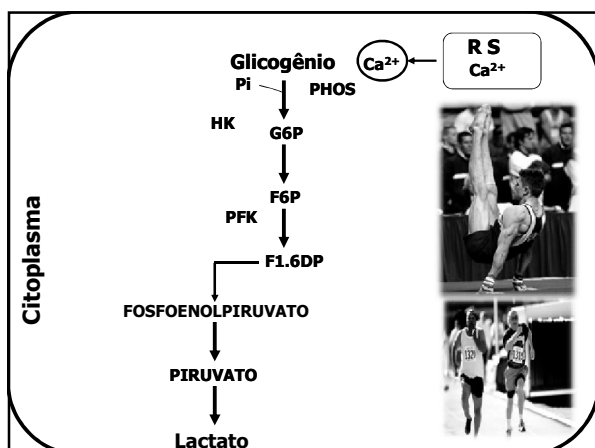 Citoplasma
Glicogênio
Ca²⁺
R S
Ca²⁺
Pi
PHOS
HK
G6P
F6P
PFK
F1.6DP
FOSFOENOLPIRUVATO
PIRUVATO
Lactato